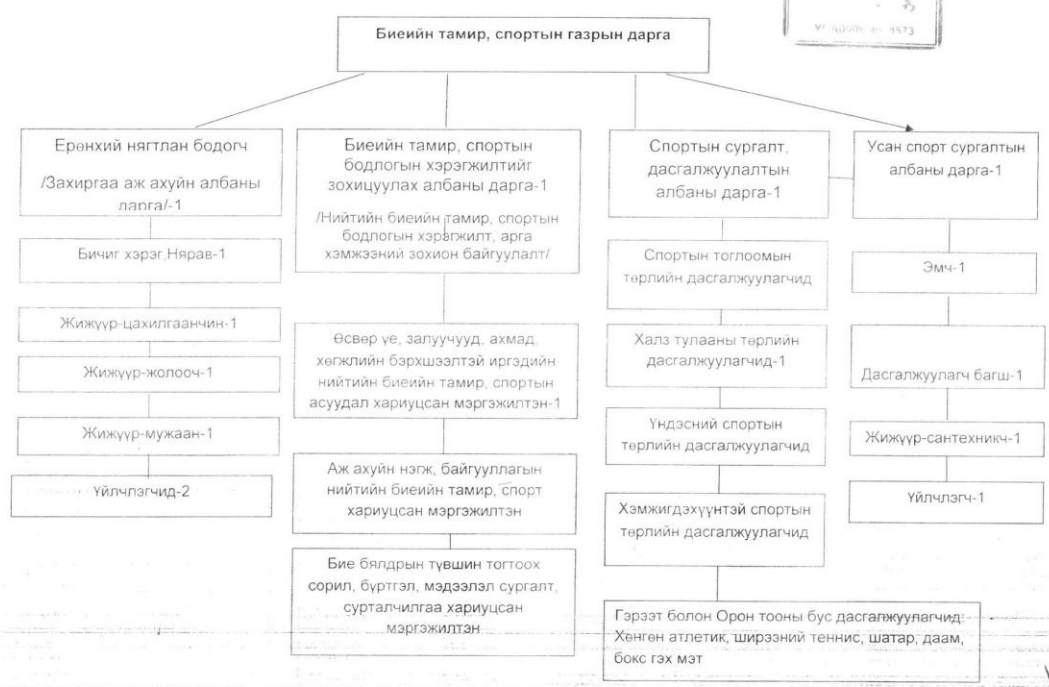 Биеийн тамир, спортын газрын дарга
Ерөнхий нягтлан бодогч
/Захиргаа аж ахуйн албаны
дарга/-1
Бичиг хэрэг,Нярав-1
Жижүүр-цахилгаанчин-1
Жижүүр-жолооч-1
Жижүүр-мужаан-1
Үйлчлэгчид-2
Биеийн тамир, спортын
бодлогын хэрэгжилтийг
зохицуулах албаны дарга-1
/Нийтийн биеийн тамир, спортын
бодлогын хэрэгжилт, арга
хэмжээний зохион байгуулалт/
Өсвөр үе, залуучууд, ахмад,
хөгжлийн бэрхшээлтэй иргэдийн
нийтийн биеийн тамир, спортын
асуудал хариуцсан мэргэжилтэн-1
Аж ахуйн нэгж, байгууллагын
нийтийн биеийн тамир, спорт
хариуцсан мэргэжилтэн
Бие бялдрын түвшин тогтоох
сорил, бүртгэл, мэдээлэл сургалт,
сурталчилгаа хариуцсан
мэргэжилтэн
Спортын сургалт,
дасгалжуулалтын
албаны дарга-1
Спортын тоглоомын
төрлийн дасгалжуулагчид
Халз тулааны төрлийн
дасгалжуулагчид-1
Үндэсний спортын
төрлийн дасгалжуулагчид
Хэмжигдэхүүнтэй спортын
төрлийн дасгалжуулагчид
Гэрээт болон Орон тооны бус дасгалжуулагчид:
Хөнгөн атлетик, ширээний теннис, шатар, даам,
бокс гэх мэт
Усан спорт сургалтын
албаны дарга-1
Эмч-1
Дасгалжуулагч багш-1
Жижүүр-сантехникч-1
Үйлчлэгч-1